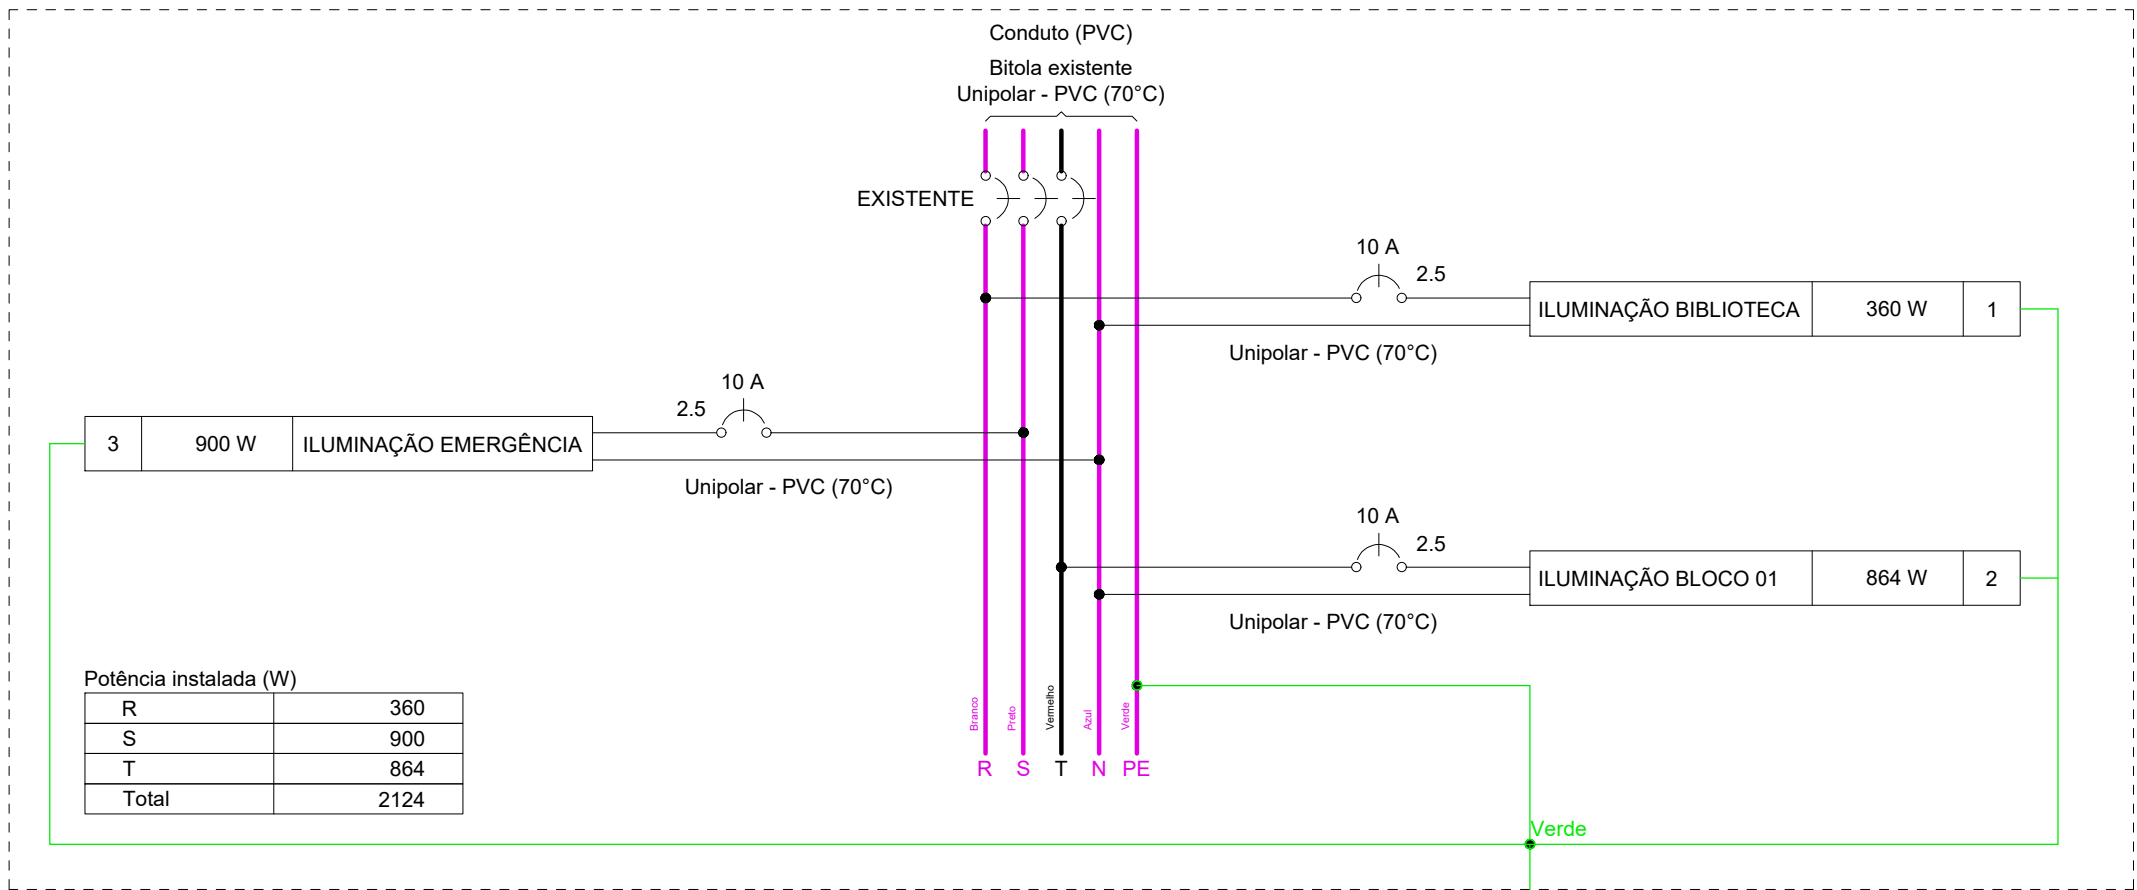 Conduto (PVC)
Bitola existente
Unipolar - PVC (70°C)
EXISTENTE
10 A
2.5
ILUMINAÇÃO BIBLIOTECA 360 W 1
Unipolar - PVC (70°C)
10 A
2.5
3 900 W ILUMINAÇÃO EMERGÊNCIA
Unipolar - PVC (70°C)
10 A
2.5
ILUMINAÇÃO BLOCO 01 864 W 2
Unipolar - PVC (70°C)
Potência instalada (W)
R 360
S 900
T 864
Total 2124
Branco
Preto
Vermelho
Azul
Verde
R S T N PE
Verde